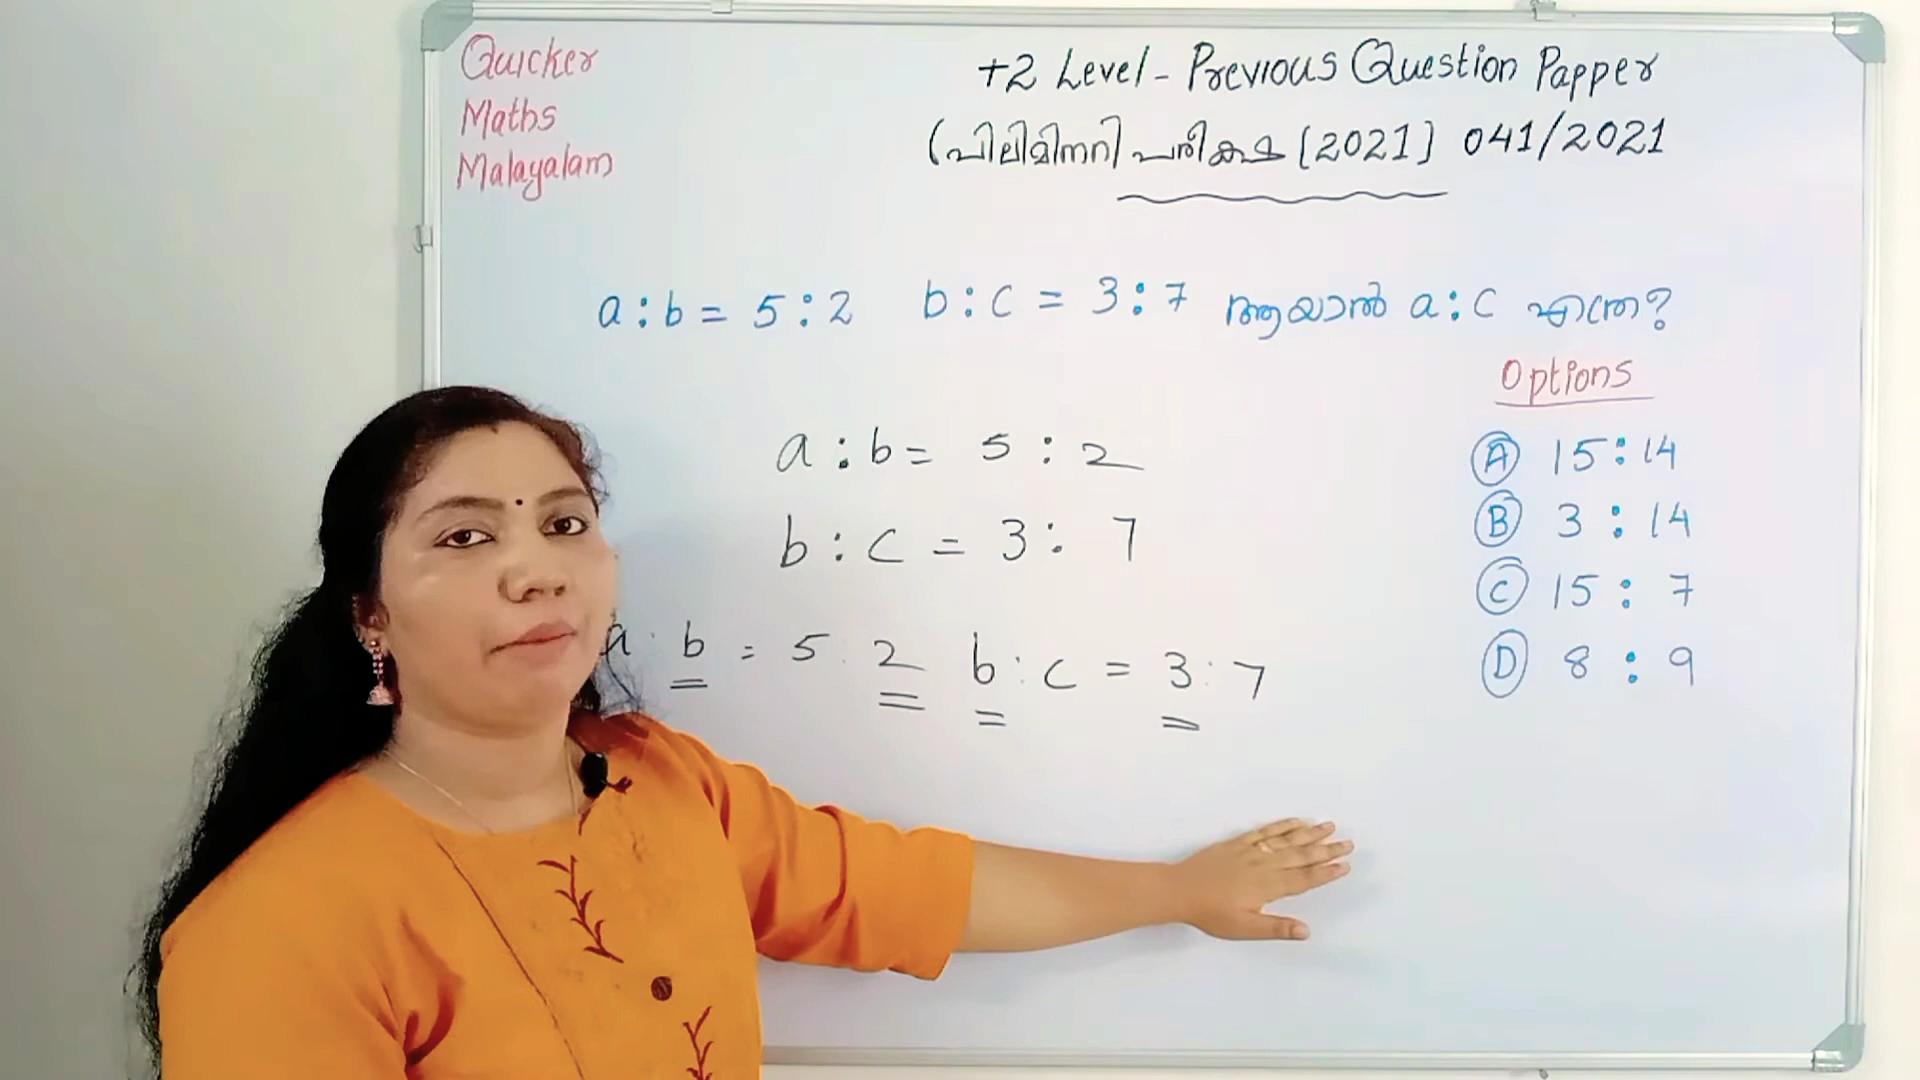 Quicker
Maths
Malayalam
+2 Level - Previous Question Papper
(പിലിമിനറി പരീക്ഷ [2021] 041/2021
a:b = 5:2 b:c = 3:7 ആയാൽ a:c എത്ര?
Options
a:b = 5:2
b:c = 3:7
a:b = 5:2 b:c = 3:7
A 15:14
B 3:14
C 15:7
D 8:9